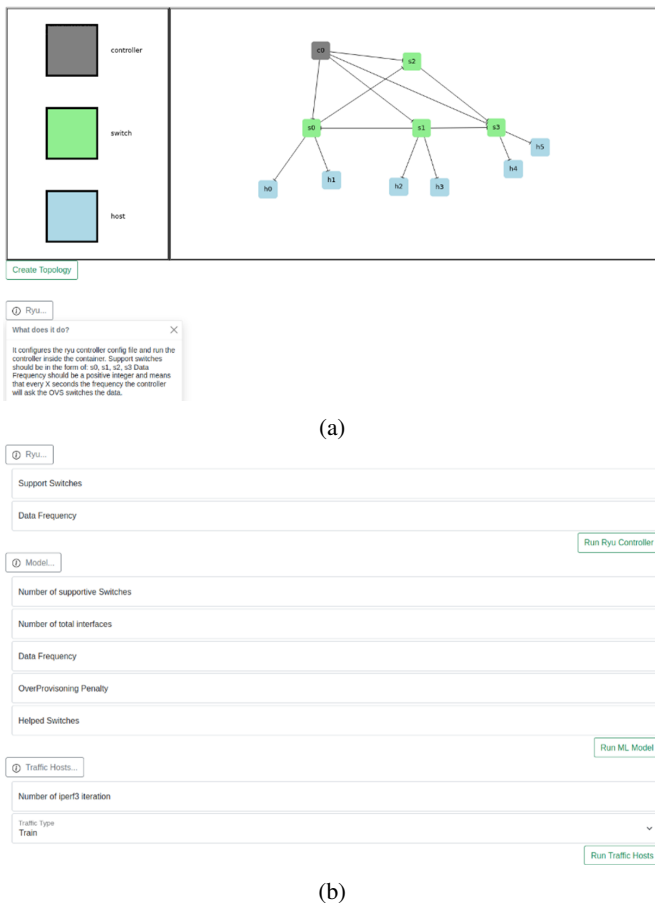 controller
switch
host
c0
s2
s0
s1
s3
h5
h4
h1
h0
h2
h3
Create Topology
Ryu...
What does it do?
It configures the ryu controller config file and run the
controller inside the container. Support switches
should be in the form of: s0, s1, s2, s3 Data
Frequency should be a positive integer and means
that every X seconds the frequency the controller
will ask the OVS switches the data.
(a)
Ryu...
Support Switches
Data Frequency
Run Ryu Controller
Model...
Number of supportive Switches
Number of total interfaces
Data Frequency
OverProvisioning Penalty
Helped Switches
Run ML Model
Traffic Hosts...
Number of iperf3 iteration
Traffic Type
Train
Run Traffic Hosts
(b)